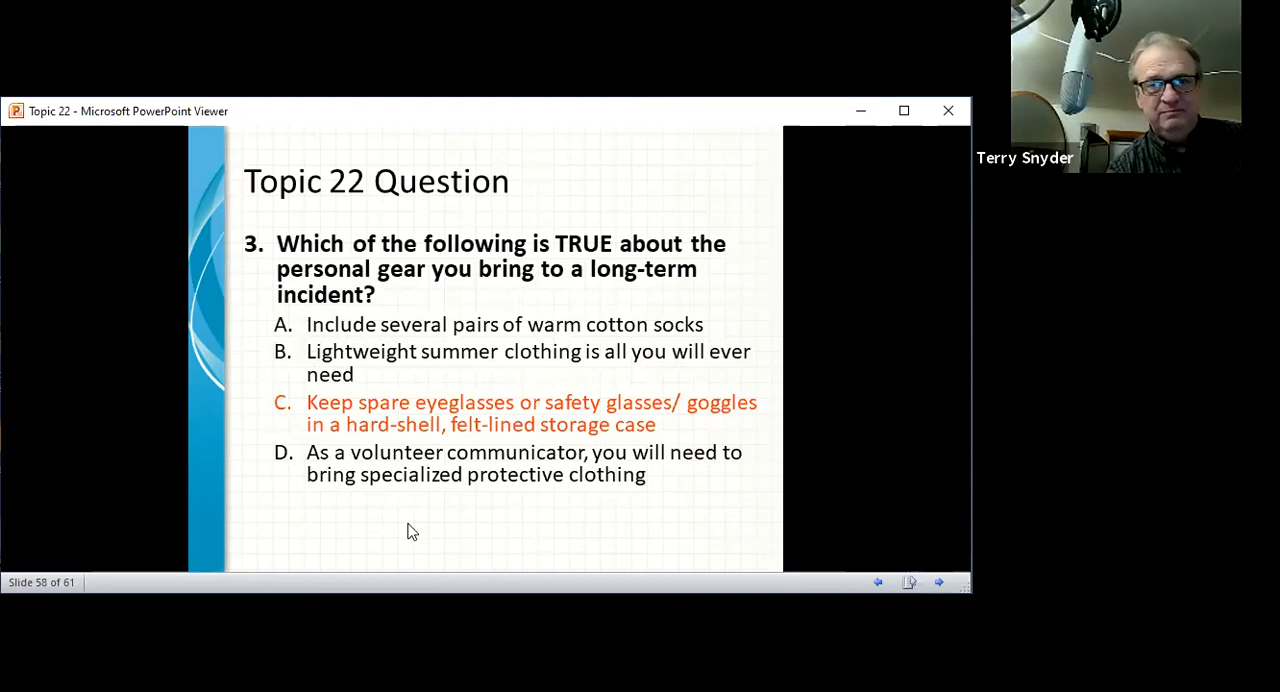 Topic 22 - Microsoft PowerPoint Viewer
Terry Snyder
Topic 22 Question
3. Which of the following is TRUE about the
personal gear you bring to a long-term
incident?
A. Include several pairs of warm cotton socks
B. Lightweight summer clothing is all you will ever
need
C. Keep spare eyeglasses or safety glasses/ goggles
in a hard-shell, felt-lined storage case
D. As a volunteer communicator, you will need to
bring specialized protective clothing
Slide 58 of 61